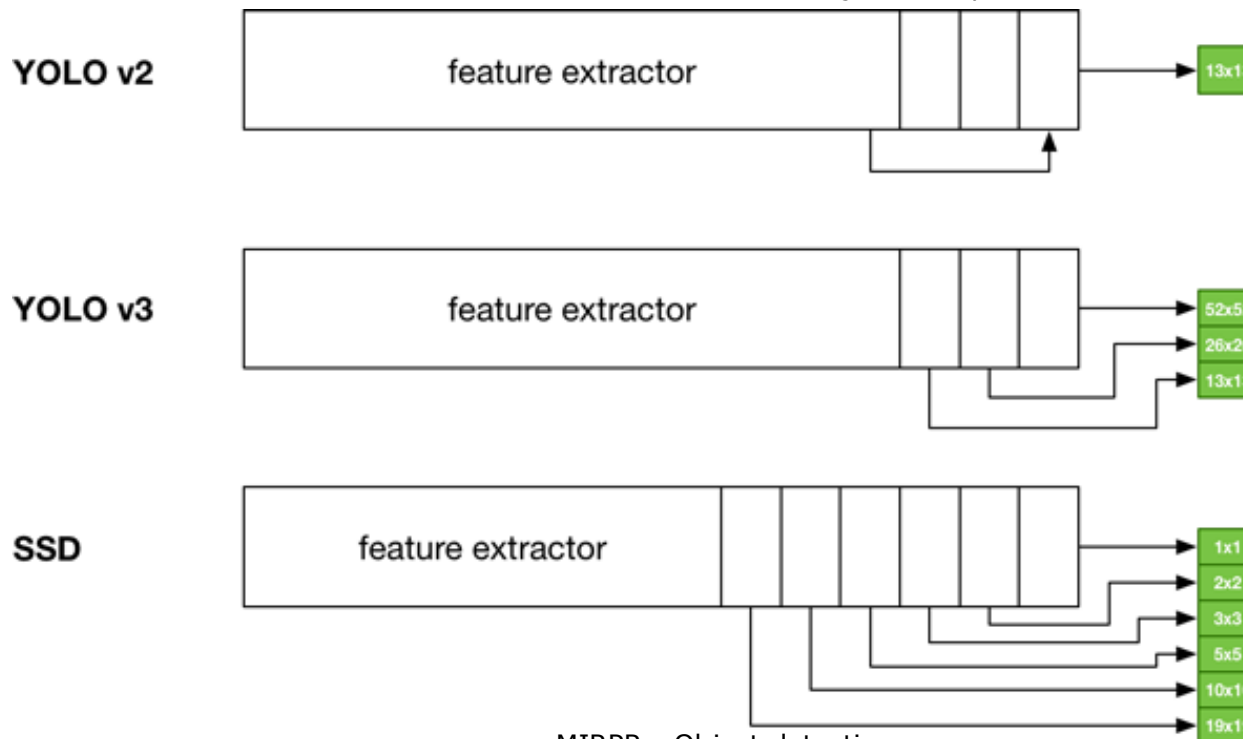 YOLO v2
feature extractor
13x1
YOLO v3
feature extractor
52x5
26x2
13x1
SSD
feature extractor
1x1
2x2
3x3
5x5
10x1
19x1